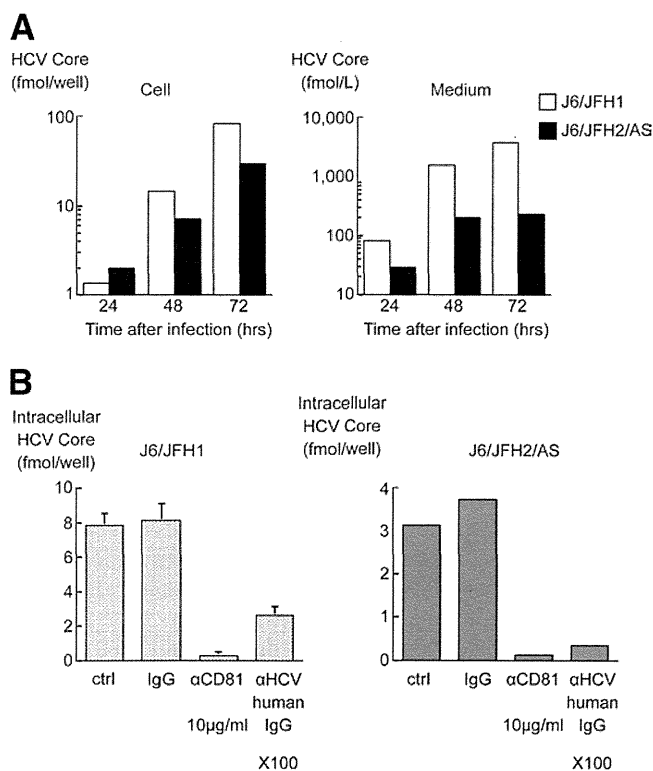 A
HCV Core
(fmol/well)
Cell
100
10
1
24 48 72
Time after infection (hrs)
HCV Core
(fmol/L)
Medium
10,000
1,000
100
10
24 48 72
Time after infection (hrs)
J6/JFH1
J6/JFH2/AS
B
Intracellular
HCV Core
(fmol/well)
J6/JFH1
10
8
6
4
2
0
ctrl IgG αCD81 αHCV
human
10µg/ml IgG
X100
Intracellular
HCV Core
(fmol/well)
J6/JFH2/AS
4
3
2
1
0
ctrl IgG αCD81 αHCV
human
10µg/ml IgG
X100